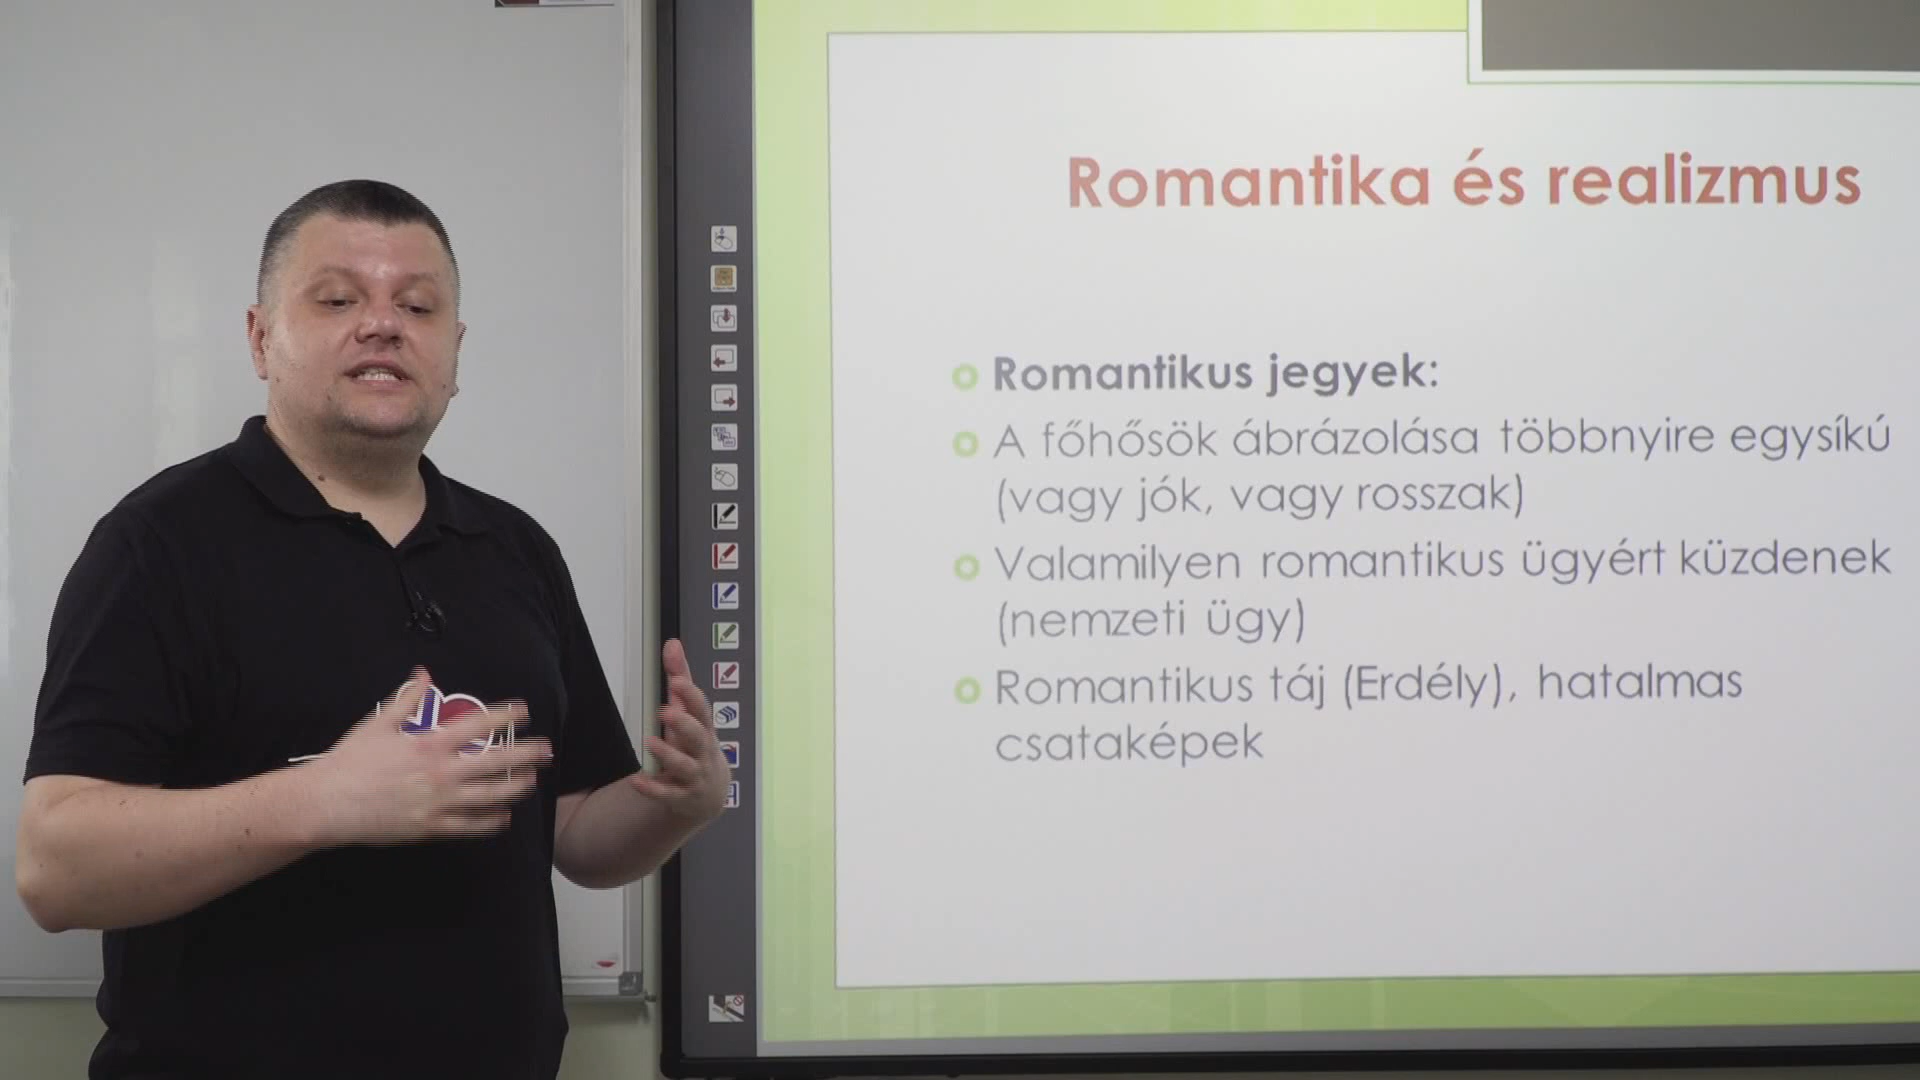 Romantika és realizmus
Romantikus jegyek:
A főhősök ábrázolása többnyire egysíkú
(vagy jók, vagy rosszak)
Valamilyen romantikus ügyért küzdenek
(nemzeti ügy)
Romantikus táj (Erdély), hatalmas
csataképek